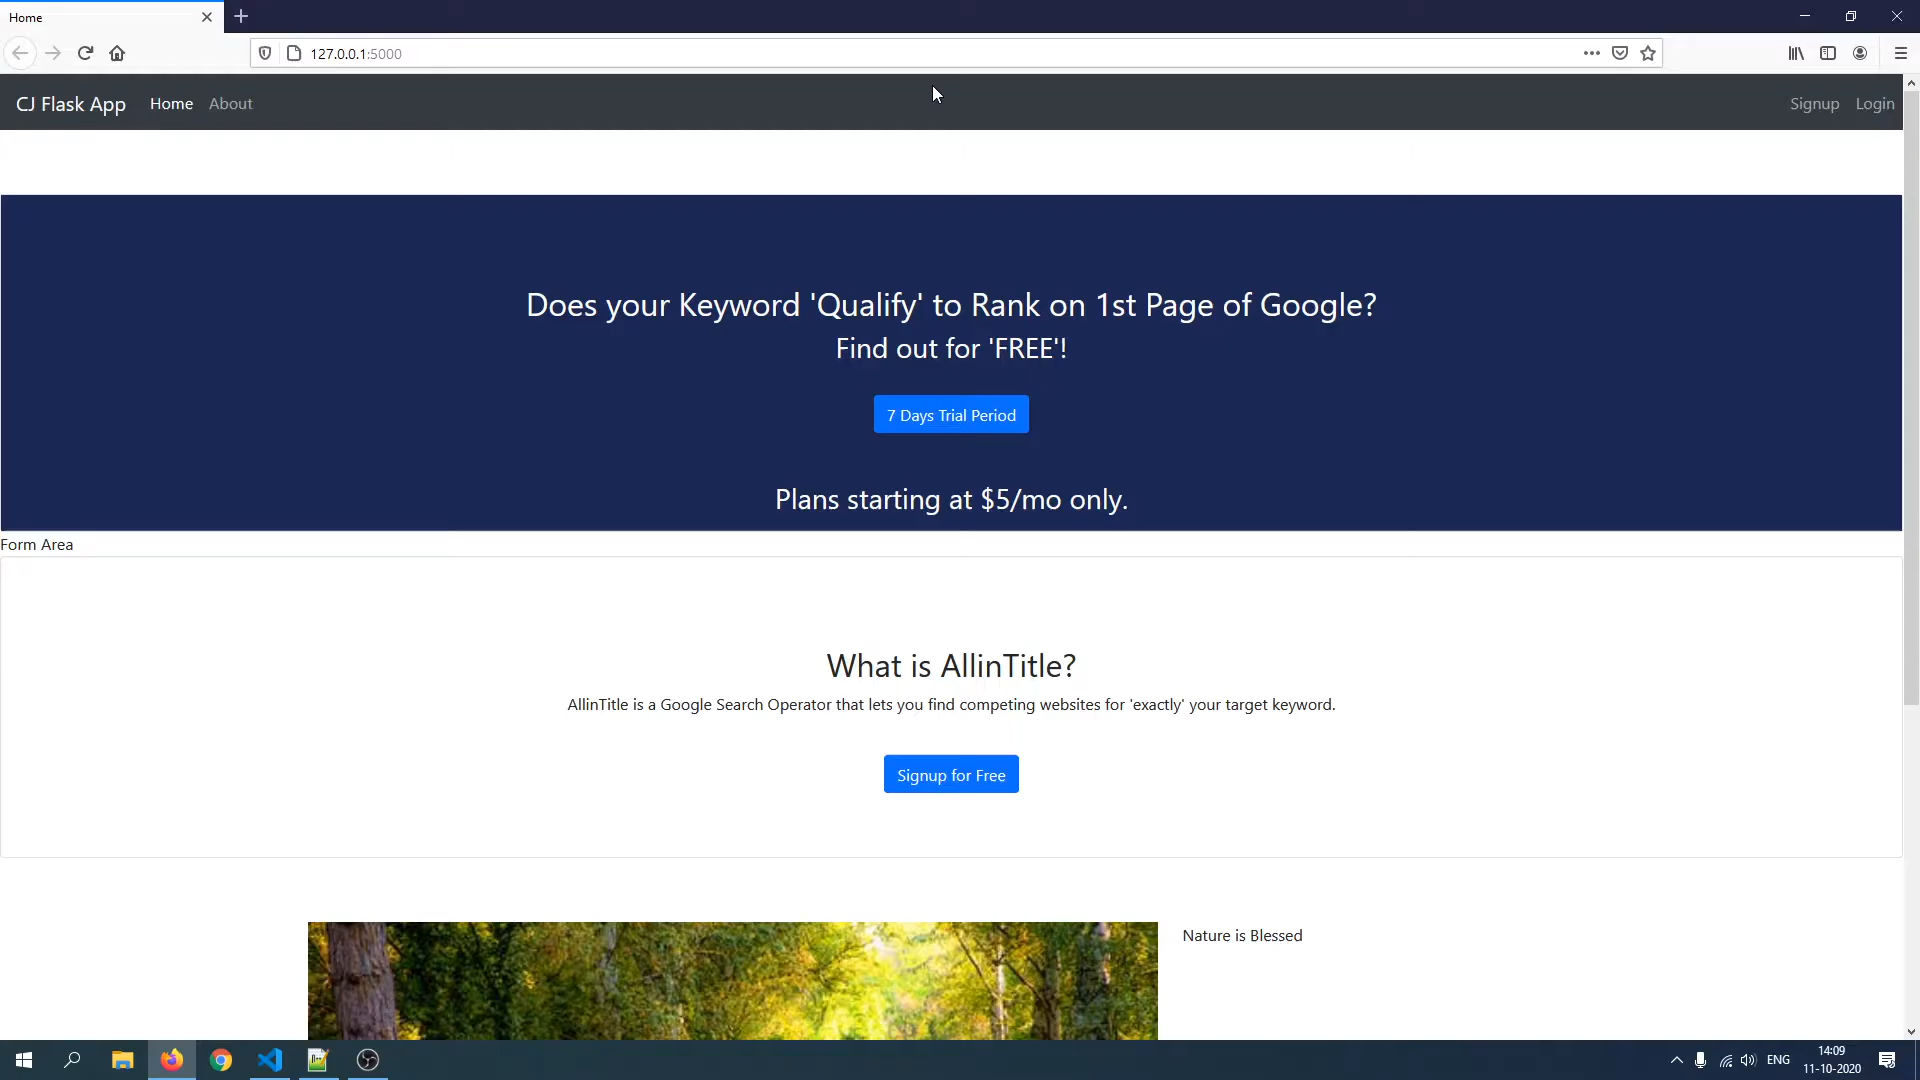 Home
127.0.0.1:5000
CJ Flask App Home About Signup Login
Does your Keyword 'Qualify' to Rank on 1st Page of Google?
Find out for 'FREE'!
7 Days Trial Period
Plans starting at $5/mo only.
Form Area
What is AllinTitle?
AllinTitle is a Google Search Operator that lets you find competing websites for 'exactly' your target keyword.
Signup for Free
Nature is Blessed
ENG
14:09
11-10-2020